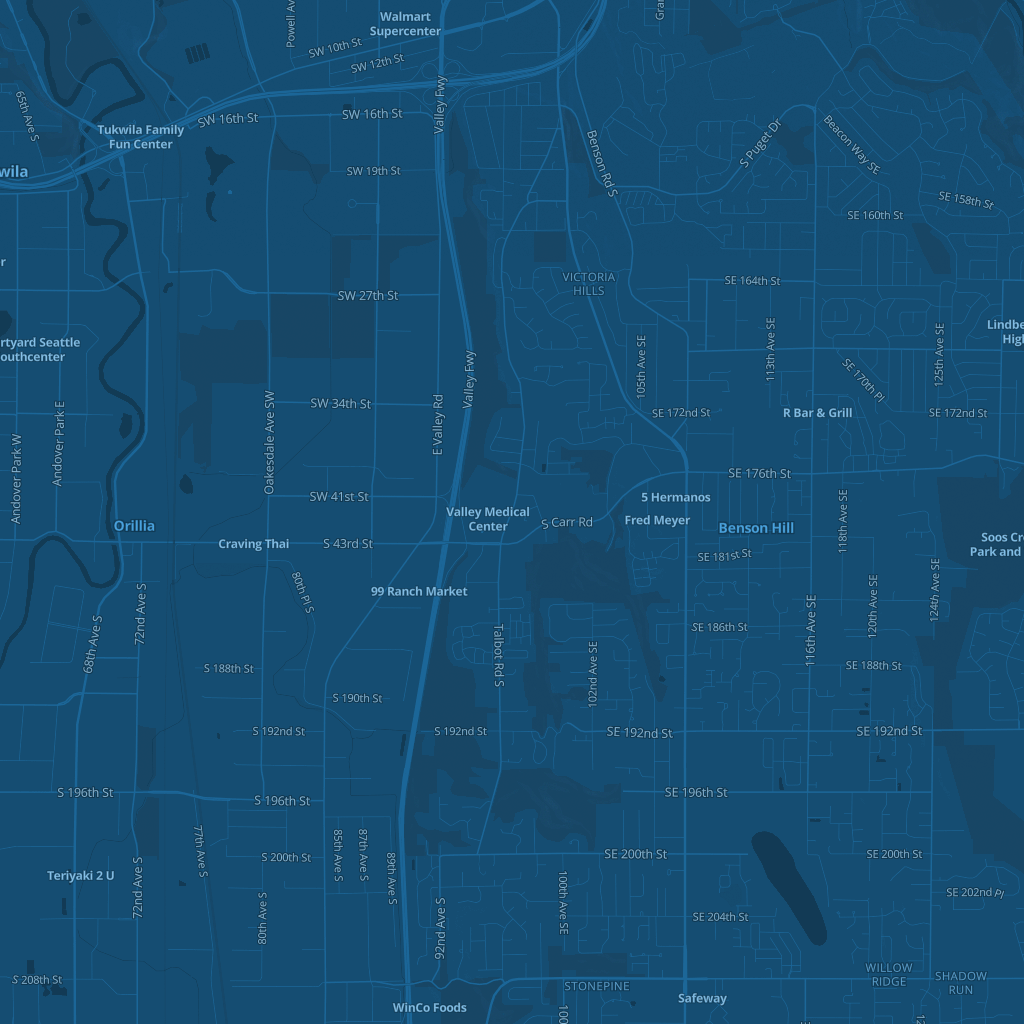 Walmart
Supercenter
Powell Av
Gran
SW 10th St
SW 12th St
65th Ave S
SW 16th St
SW 16th St
Valley Fwy
Tukwila Family
Fun Center
Beacon Way SE
S Puget Dr
Benson Rd S
wila
SW 19th St
SE 158th St
SE 160th St
r
VICTORIA
HILLS
SE 164th St
SW 27th St
rtyard Seattle
outhcenter
Lindbe
High
105th Ave SE
113th Ave SE
125th Ave SE
Valley Fwy
SE 170th Pl
SW 34th St
E Valley Rd
Oakesdale Ave SW
Andover Park E
Andover Park W
SE 172nd St
R Bar & Grill
SE 172nd St
SE 176th St
SW 41st St
5 Hermanos
118th Ave SE
Valley Medical
Center
S Carr Rd
Fred Meyer
Orillia
Benson Hill
Craving Thai
S 43rd St
Soos Cre
Park and
SE 181st St
80th Pl S
99 Ranch Market
124th Ave SE
120th Ave SE
72nd Ave S
68th Ave S
SE 186th St
116th Ave SE
Talbot Rd S
102nd Ave SE
S 188th St
SE 188th St
S 190th St
S 192nd St
S 192nd St
SE 192nd St
SE 192nd St
S 196th St
S 196th St
SE 196th St
77th Ave S
85th Ave S
87th Ave S
89th Ave S
S 200th St
SE 200th St
SE 200th St
Teriyaki 2 U
72nd Ave S
80th Ave S
92nd Ave S
100th Ave SE
SE 202nd Pl
SE 204th St
S 208th St
WILLOW
RIDGE
SHADOW
RUN
STONEPINE
WinCo Foods
Safeway
100
SE
12